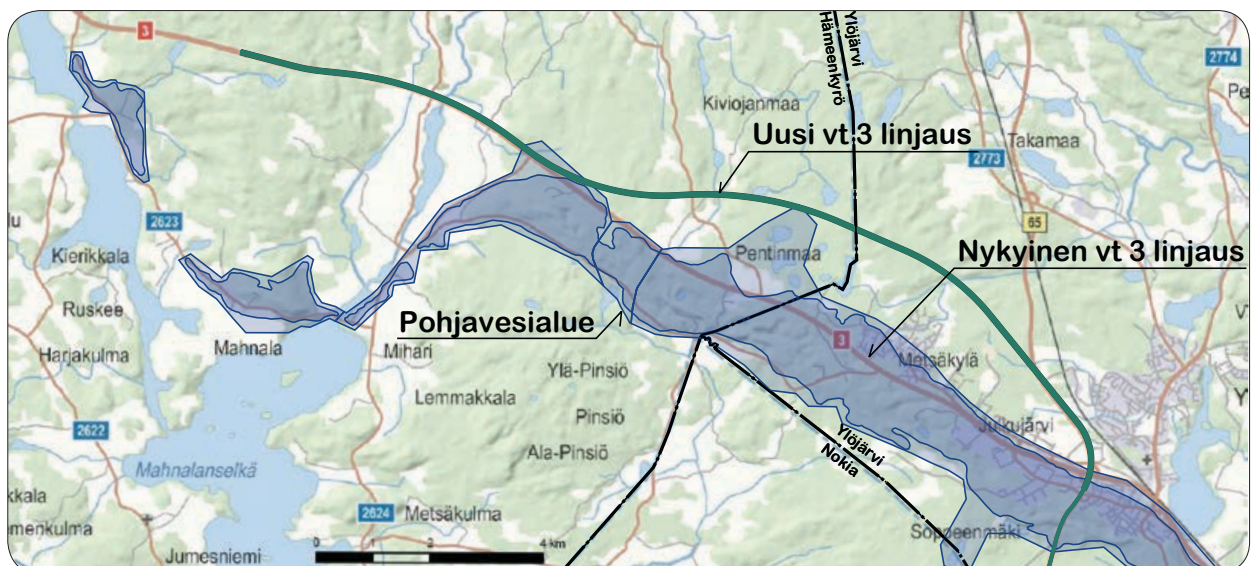 3
Ylöjärvi
Hämeenkyrö
2774
Pe
Kiviojanmaa
Uusi vt 3 linjaus
2773
Takamaa
lu
2623
65
Kierikkala
Pentinmaa
Nykyinen vt 3 linjaus
Ruskee
Pohjavesialue
V
Harjakulma
Mahnala
Mihari
3
Metsäkylä
Ylä-Pinsiö
Lemmakkala
Y
2622
Pinsiö
Julkujärvi
Ala-Pinsiö
Ylöjärvi
Nokia
Mahnalanselkä
kkala
2624
Metsäkulma
menkulma
Soppeenmäki
0
2
4 km
Jumesniemi